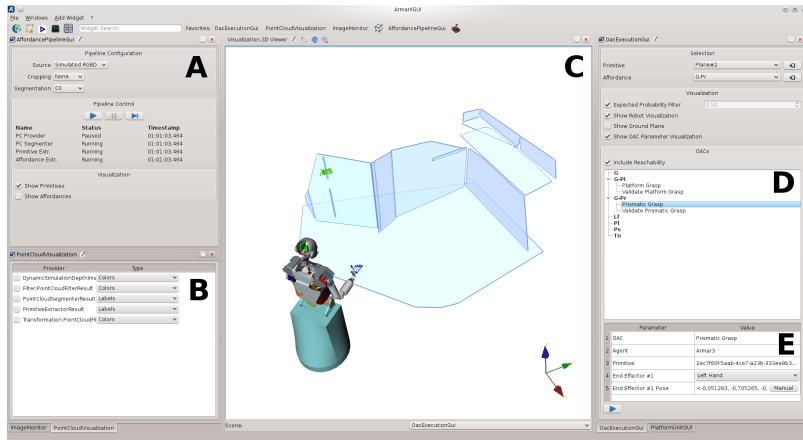 ArmarXGUI
File Windows Add Widget ?
Widget Search
Favorites: OacExecutionGui PointCloudVisualization ImageMonitor AffordancePipelineGui
AffordancePipelineGui
Pipeline Configuration
Source Simulated RGBD
Cropping None
Segmentation C0
A
Pipeline Control
Name Status Timestamp
PC Provider Paused 01:01:03.464
PC Segmenter Running 01:01:03.464
Primitive Extr. Running 01:01:03.464
Affordance Extr. Running 01:01:03.464
Visualization
Show Primitives
Show Affordances
PointCloudVisualization
Provider Type
DynamicSimulationDepthIma Colors
Filter.PointCloudFilterResult Colors
PointCloudSegmenterResult Labels
PrimitiveExtractorResult Labels
Transformation.PointCloudFil Colors
B
ImageMonitor PointCloudVisualization
Visualization.3D Viewer
C
Scene: OacExecutionGui
OacExecutionGui
Selection
Primitive Plane#2
Affordance G-Pr
Visualization
Expected Probability Filter 0,50
Show Robot Visualization
Show Ground Plane
Show OAC Parameter Visualization
OACs
Include Reachability
G
G-Pl
Platform Grasp
Validate Platform Grasp
G-Pr
Prismatic Grasp
Validate Prismatic Grasp
Lf
Pl
Ps
Tn
D
Parameter Value
1 OAC Prismatic Grasp
2 Agent Armar3
3 Primitive 2ec7f60f-5aab-4ce7-a23b-333ee9b3...
4 End Effector #1 Left Hand
5 End Effector #1 Pose <-0,051283, -0,705265, -0, Manual
E
OacExecutionGui PlatformUnitGUI